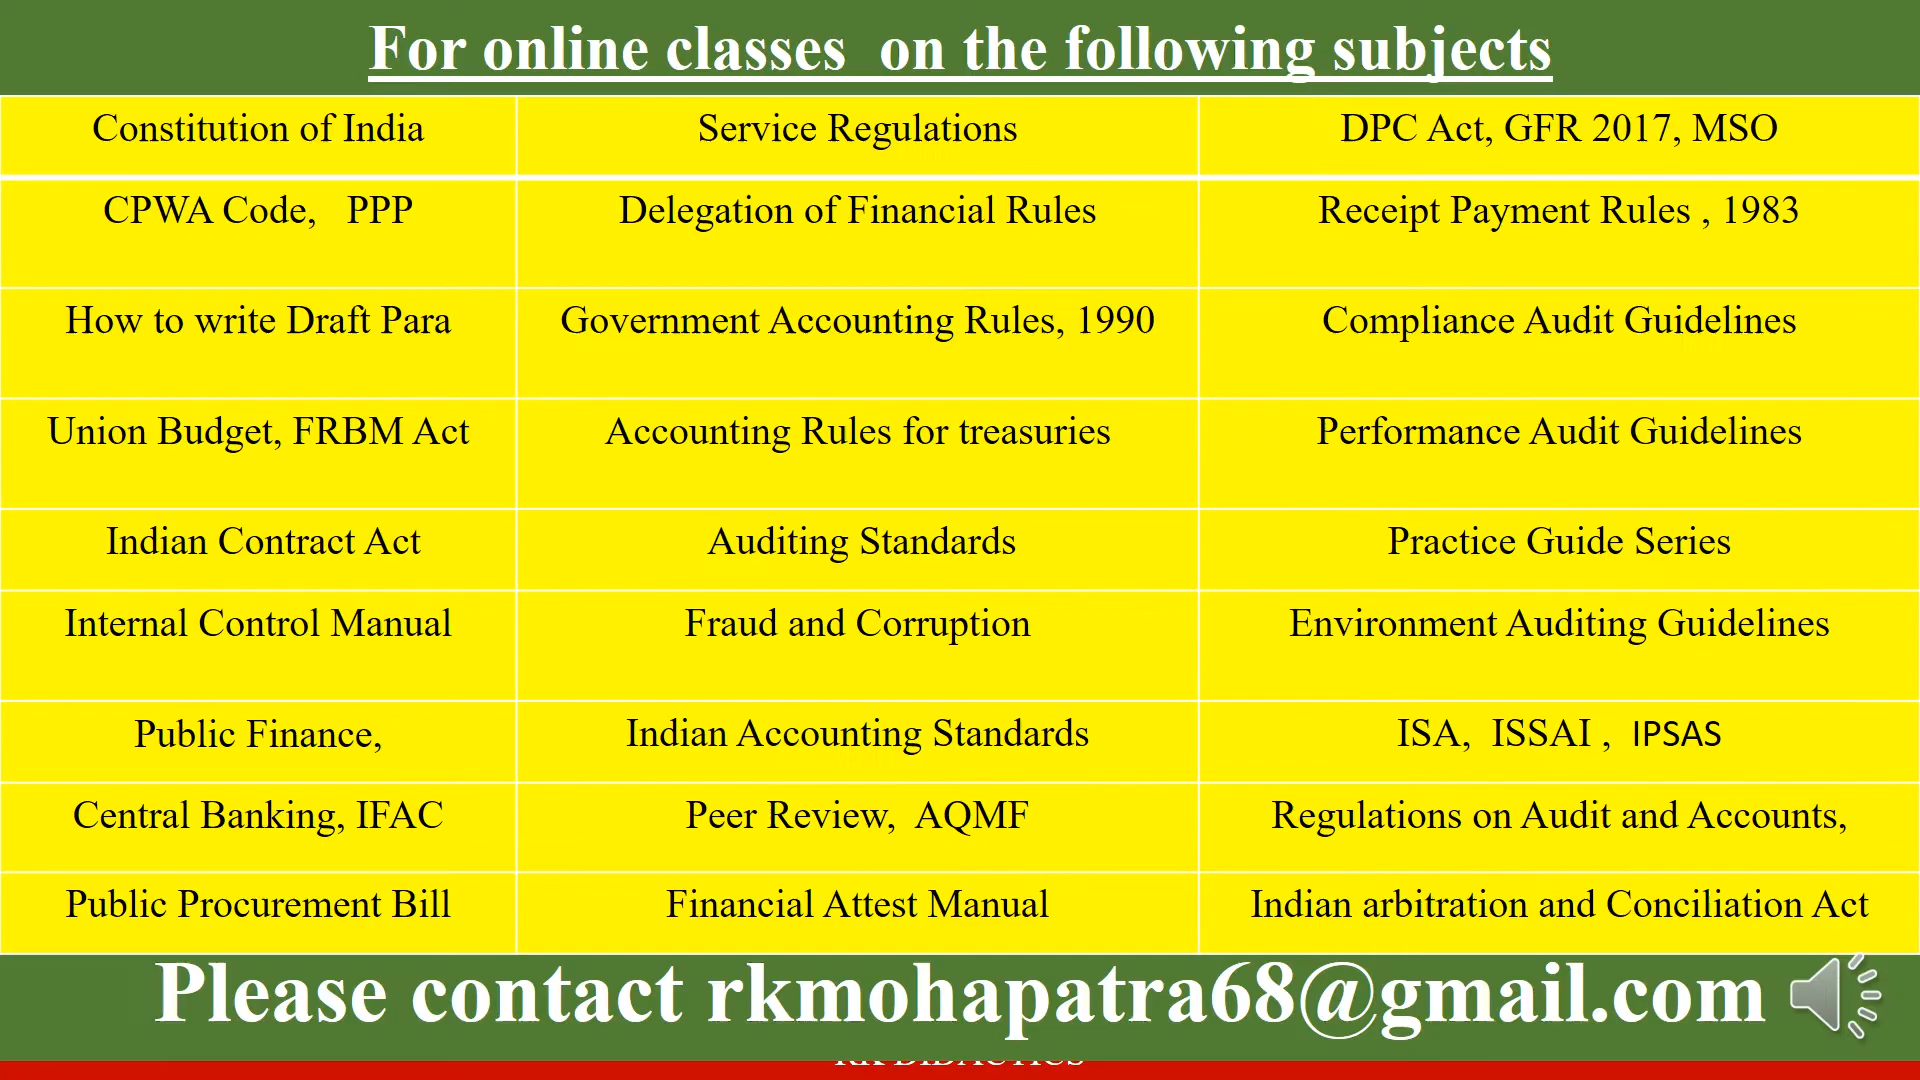 For online classes on the following subjects
Constitution of India
Service Regulations
DPC Act, GFR 2017, MSO
CPWA Code, PPP
Delegation of Financial Rules
Receipt Payment Rules , 1983
How to write Draft Para
Government Accounting Rules, 1990
Compliance Audit Guidelines
Union Budget, FRBM Act
Accounting Rules for treasuries
Performance Audit Guidelines
Indian Contract Act
Auditing Standards
Practice Guide Series
Internal Control Manual
Fraud and Corruption
Environment Auditing Guidelines
Public Finance,
Indian Accounting Standards
ISA, ISSAI , IPSAS
Central Banking, IFAC
Peer Review, AQMF
Regulations on Audit and Accounts,
Public Procurement Bill
Financial Attest Manual
Indian arbitration and Conciliation Act
Please contact rkmohapatra68@gmail.com
RK DIDACTICS